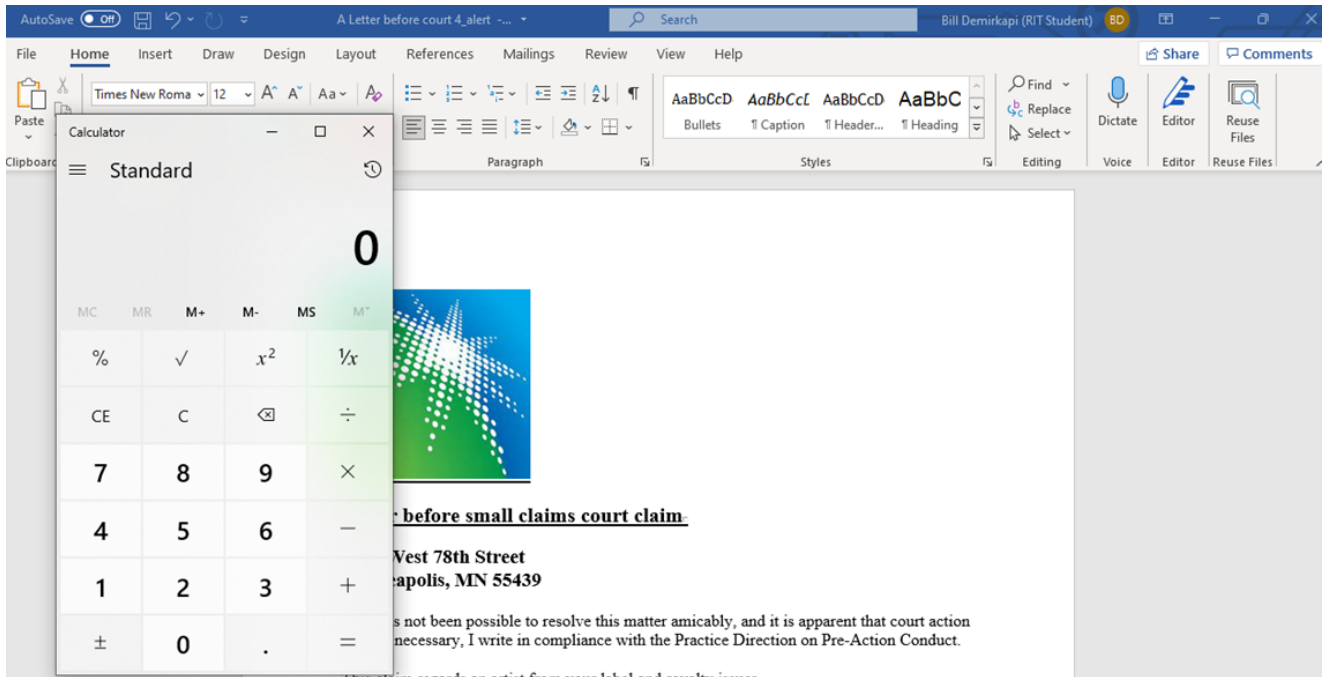 AutoSave Off A Letter before court 4_alert -... Search Bill Demirkapi (RIT Student) BD
File Home Insert Draw Design Layout References Mailings Review View Help Share Comments
Times New Roma 12 A A Aa A AaBbCcD AaBbCcL AaBbCcD AaBbC Find
Replace
Select
Paste Bullets ¶ Caption ¶ Header... ¶ Heading Dictate Editor Reuse
Files
Clipboard Paragraph Styles Editing Voice Editor Reuse Files
Calculator
Standard
0
MC MR M+ M- MS M˅
% √ x² ¹/x
CE C ÷
7 8 9 ×
4 5 6 −
1 2 3 +
± 0 . =
before small claims court claim
West 78th Street
eapolis, MN 55439
s not been possible to resolve this matter amicably, and it is apparent that court action
necessary, I write in compliance with the Practice Direction on Pre-Action Conduct.